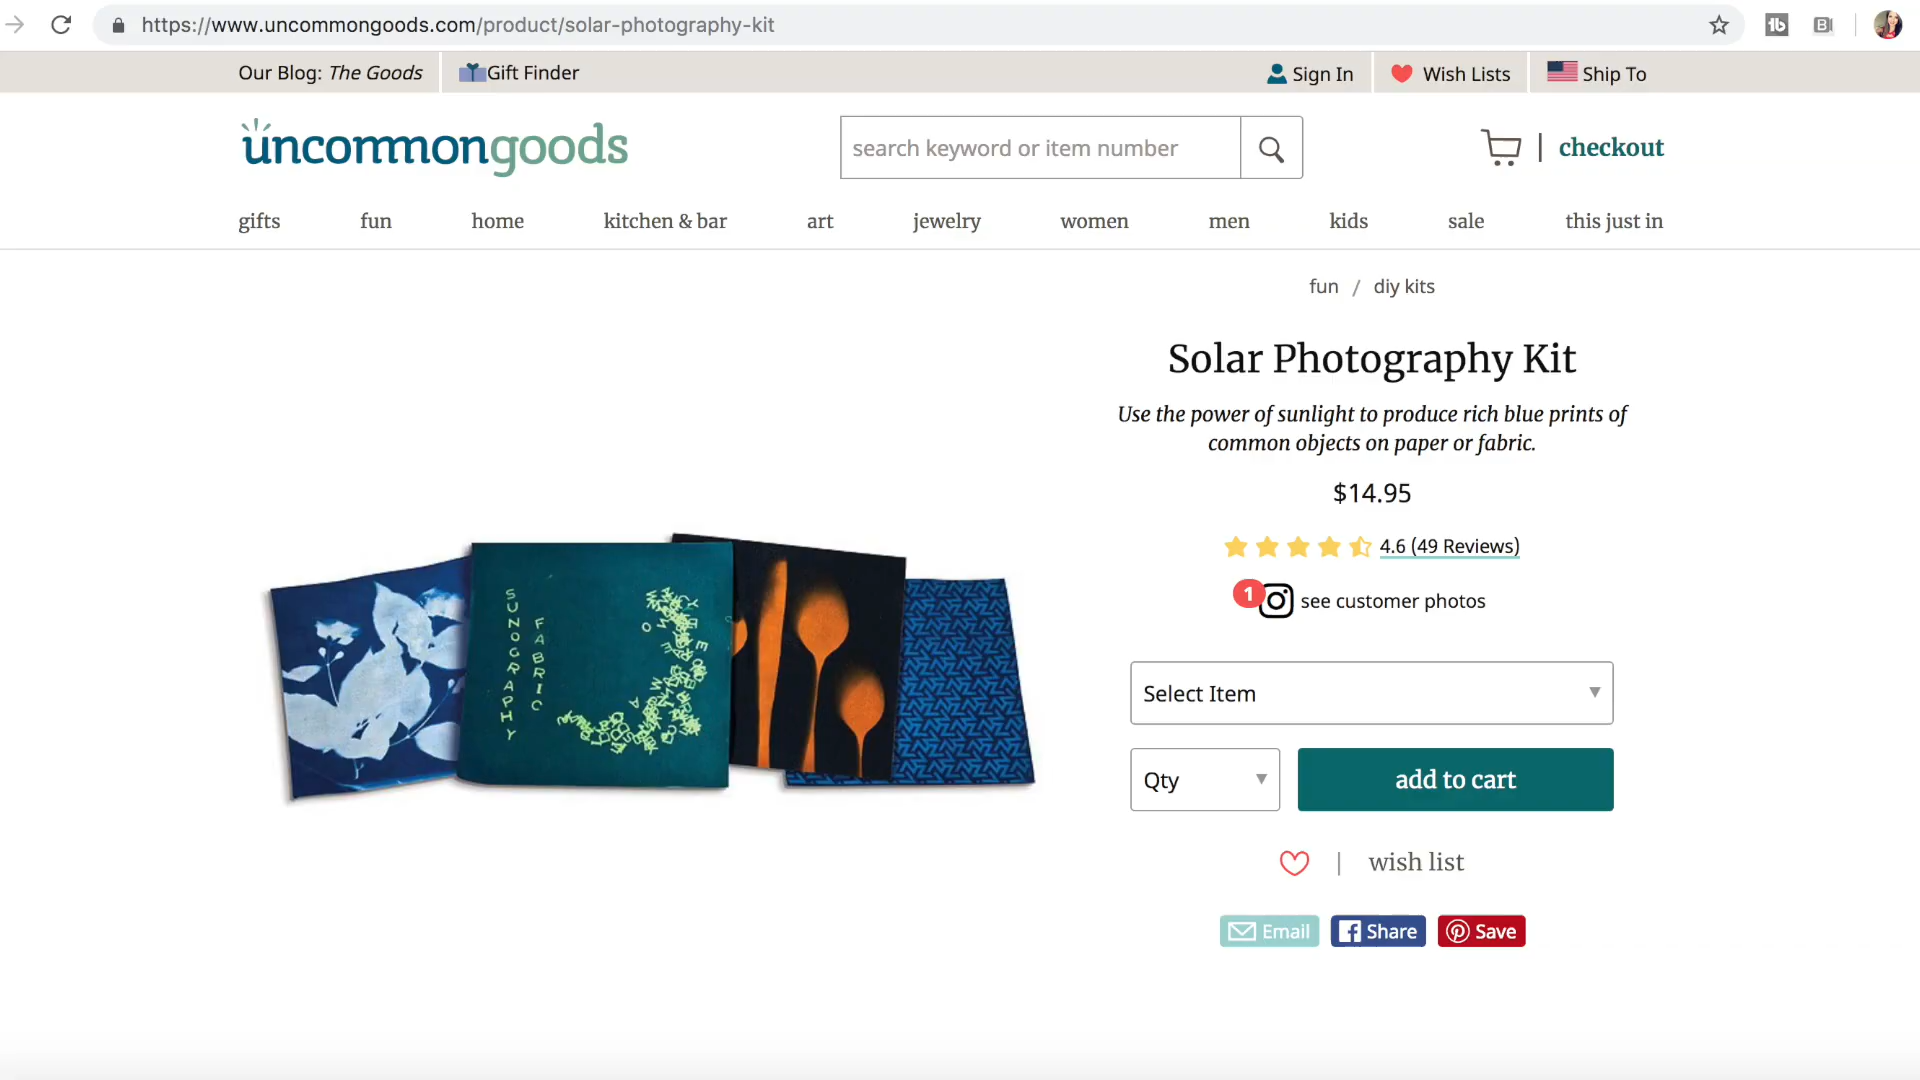 https://www.uncommongoods.com/product/solar-photography-kit
Our Blog: The Goods
Gift Finder
Sign In
Wish Lists
Ship To
uncommongoods
search keyword or item number
checkout
gifts
fun
home
kitchen & bar
art
jewelry
women
men
kids
sale
this just in
fun / diy kits
Solar Photography Kit
Use the power of sunlight to produce rich blue prints of
common objects on paper or fabric.
$14.95
4.6 (49 Reviews)
1
see customer photos
SUNOGRAPHY
FABRIC
Select Item
Qty
add to cart
wish list
Email
Share
Save